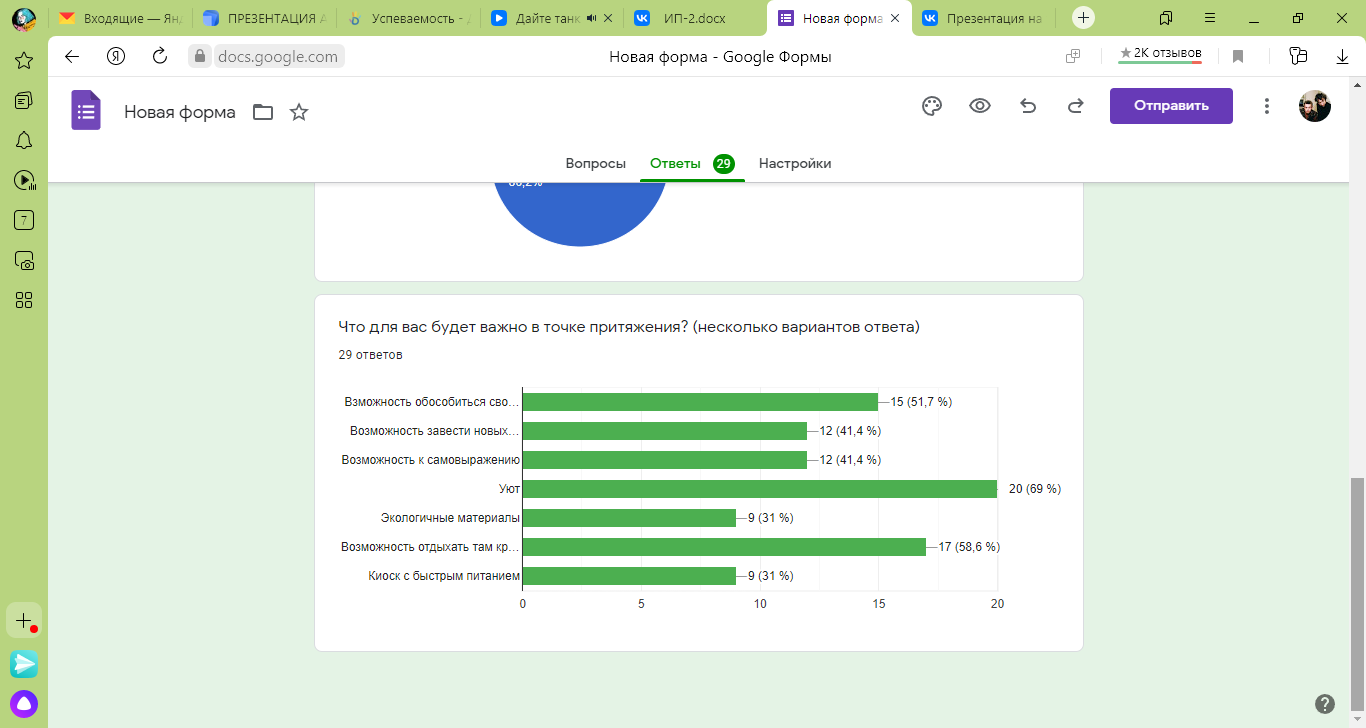 Входящие — Янд
ПРЕЗЕНТАЦИЯ А
Успеваемость - Д
Дайте танк
ИП-2.docx
Новая форма
Презентация на
Я
docs.google.com
Новая форма - Google Формы
★ 2К отзывов
Новая форма
Отправить
Вопросы
Ответы 29
Настройки
7
Что для вас будет важно в точке притяжения? (несколько вариантов ответа)
29 ответов
Взможность обособиться сво... 15 (51,7 %)
Возможность завести новых... 12 (41,4 %)
Возможность к самовыражению 12 (41,4 %)
Уют 20 (69 %)
Экологичные материалы 9 (31 %)
Возможность отдыхать там кр... 17 (58,6 %)
Киоск с быстрым питанием 9 (31 %)
0 5 10 15 20